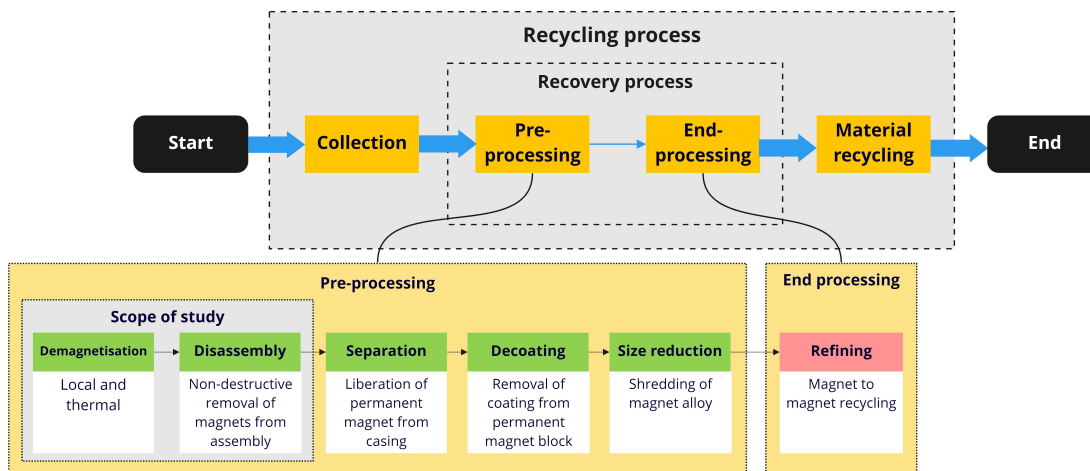 Recycling process
Recovery process
Start
Collection
Pre-
processing
End-
processing
Material
recycling
End
Pre-processing
Scope of study
Demagnetisation
Local and
thermal
Disassembly
Non-destructive
removal of
magnets from
assembly
Separation
Liberation of
permanent
magnet from
casing
Decoating
Removal of
coating from
permanent
magnet block
Size reduction
Shredding of
magnet alloy
End processing
Refining
Magnet to
magnet recycling